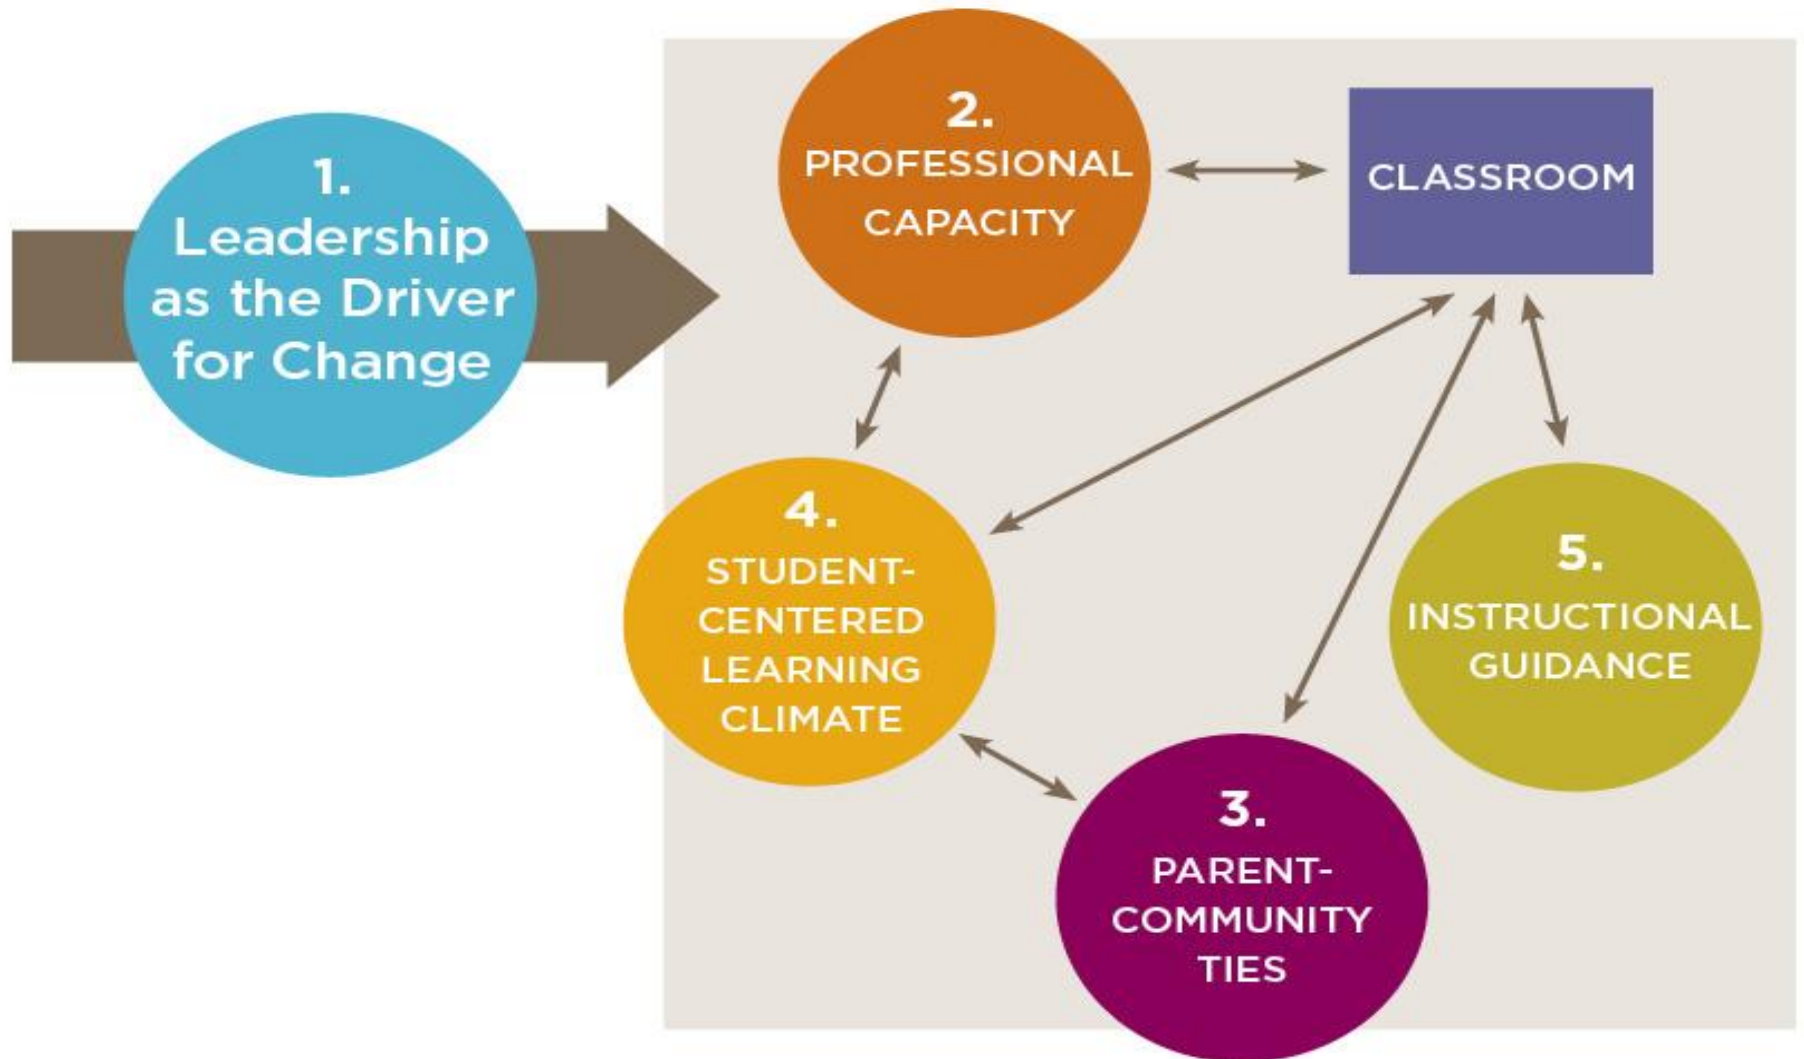 1.
Leadership
as the Driver
for Change
2.
PROFESSIONAL
CAPACITY
CLASSROOM
4.
STUDENT-
CENTERED
LEARNING
CLIMATE
5.
INSTRUCTIONAL
GUIDANCE
3.
PARENT-
COMMUNITY
TIES